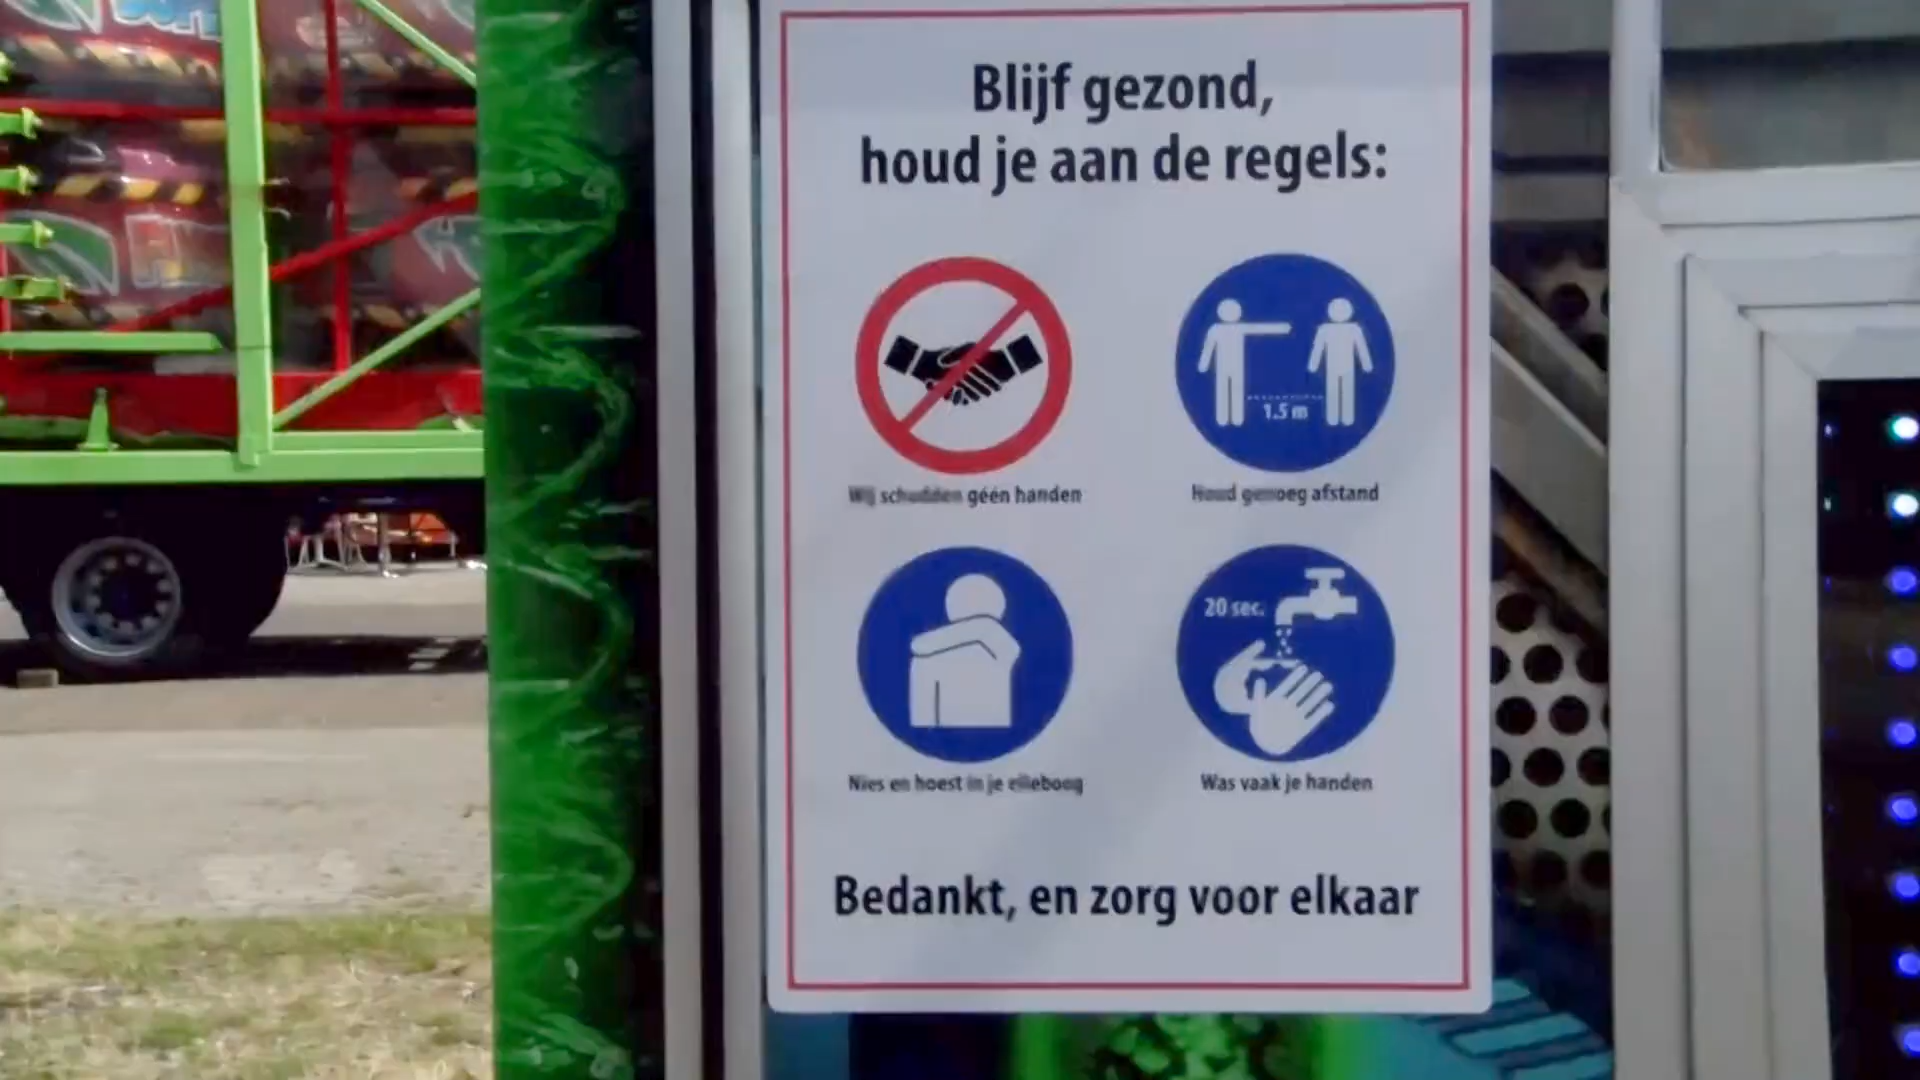 Blijf gezond,
houd je aan de regels:
1.5 m
Wij schudden géén handen
Houd genoeg afstand
20 sec.
Nies en hoest in je elleboog
Was vaak je handen
Bedankt, en zorg voor elkaar